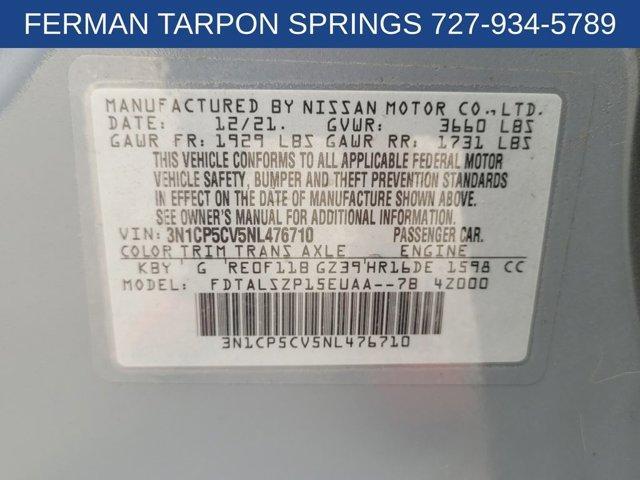 FERMAN TARPON SPRINGS 727-934-5789
MANUFACTURED BY NISSAN MOTOR CO.,LTD.
DATE: 12/21. GVWR: 3660 LBS
GAWR FR: 1929 LBS GAWR RR: 1731 LBS
THIS VEHICLE CONFORMS TO ALL APPLICABLE FEDERAL MOTOR
VEHICLE SAFETY, BUMPER AND THEFT PREVENTION STANDARDS
IN EFFECT ON THE DATE OF MANUFACTURE SHOWN ABOVE.
SEE OWNER'S MANUAL FOR ADDITIONAL INFORMATION.
VIN: 3N1CP5CV5NL476710 PASSENGER CAR.
COLOR TRIM TRANS AXLE ENGINE
KBY G RE0F11B GZ39 HR16DE 1598 CC
MODEL: FDTALSZP15EUAA--7B 4Z000
3N1CP5CV5NL476710